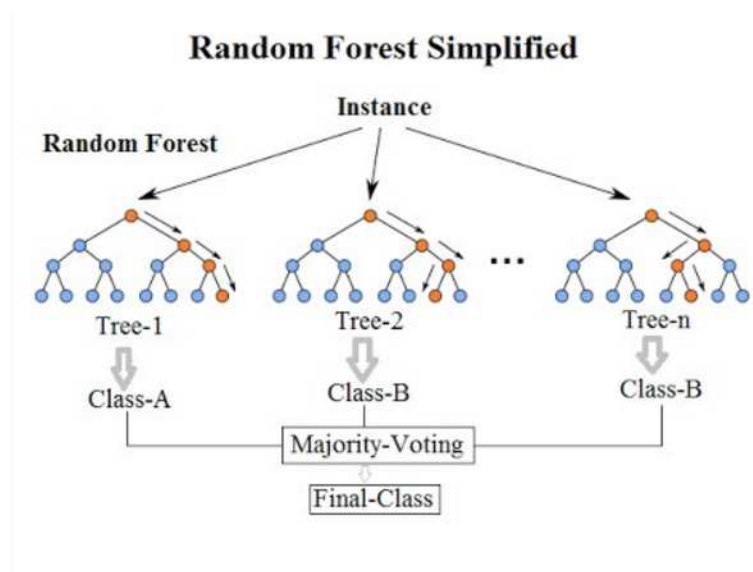 Random Forest Simplified
Instance
Random Forest
...
Tree-1
Tree-2
Tree-n
Class-A
Class-B
Class-B
Majority-Voting
Final-Class